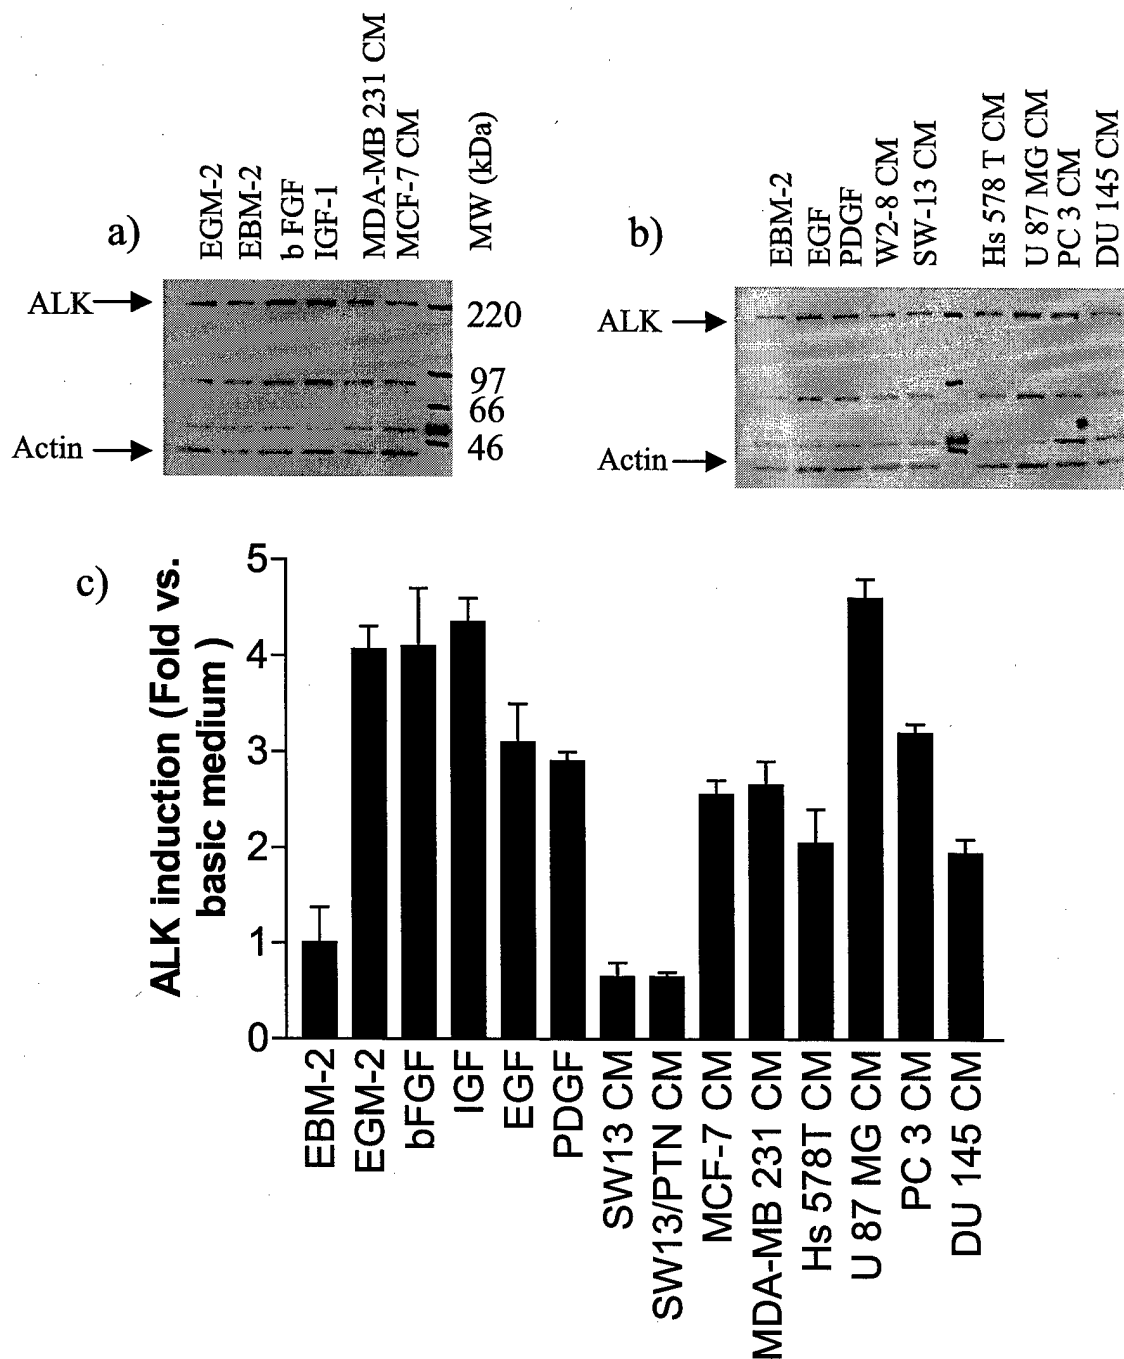 a)
EGM-2
EBM-2
b FGF
IGF-1
MDA-MB 231 CM
MCF-7 CM
MW (kDa)
ALK
220
97
66
46
Actin
b)
EBM-2
EGF
PDGF
W2-8 CM
SW-13 CM
Hs 578 T CM
U 87 MG CM
PC 3 CM
DU 145 CM
ALK
Actin
c)
ALK induction (Fold vs.
basic medium )
5
4
3
2
1
0
EBM-2
EGM-2
bFGF
IGF
EGF
PDGF
SW13 CM
SW13/PTN CM
MCF-7 CM
MDA-MB 231 CM
Hs 578T CM
U 87 MG CM
PC 3 CM
DU 145 CM